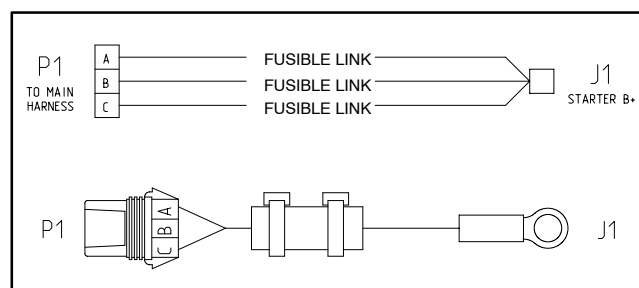 P1
TO MAIN
HARNESS
A
B
C
FUSIBLE LINK
FUSIBLE LINK
FUSIBLE LINK
J1
STARTER B+
P1
A
B
C
J1